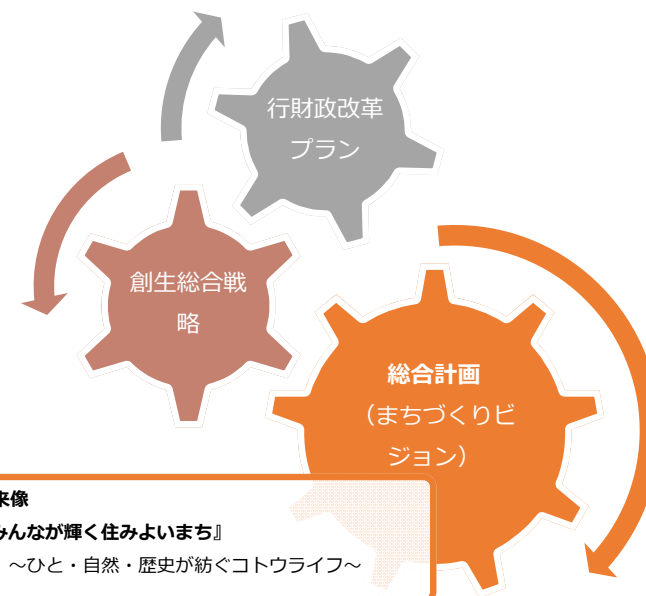 行財政改革
プラン
創生総合戦
略
総合計画
（まちづくりビ
ジョン）
来像
みんなが輝く住みよいまち』
～ひと・自然・歴史が紡ぐコトウライフ～